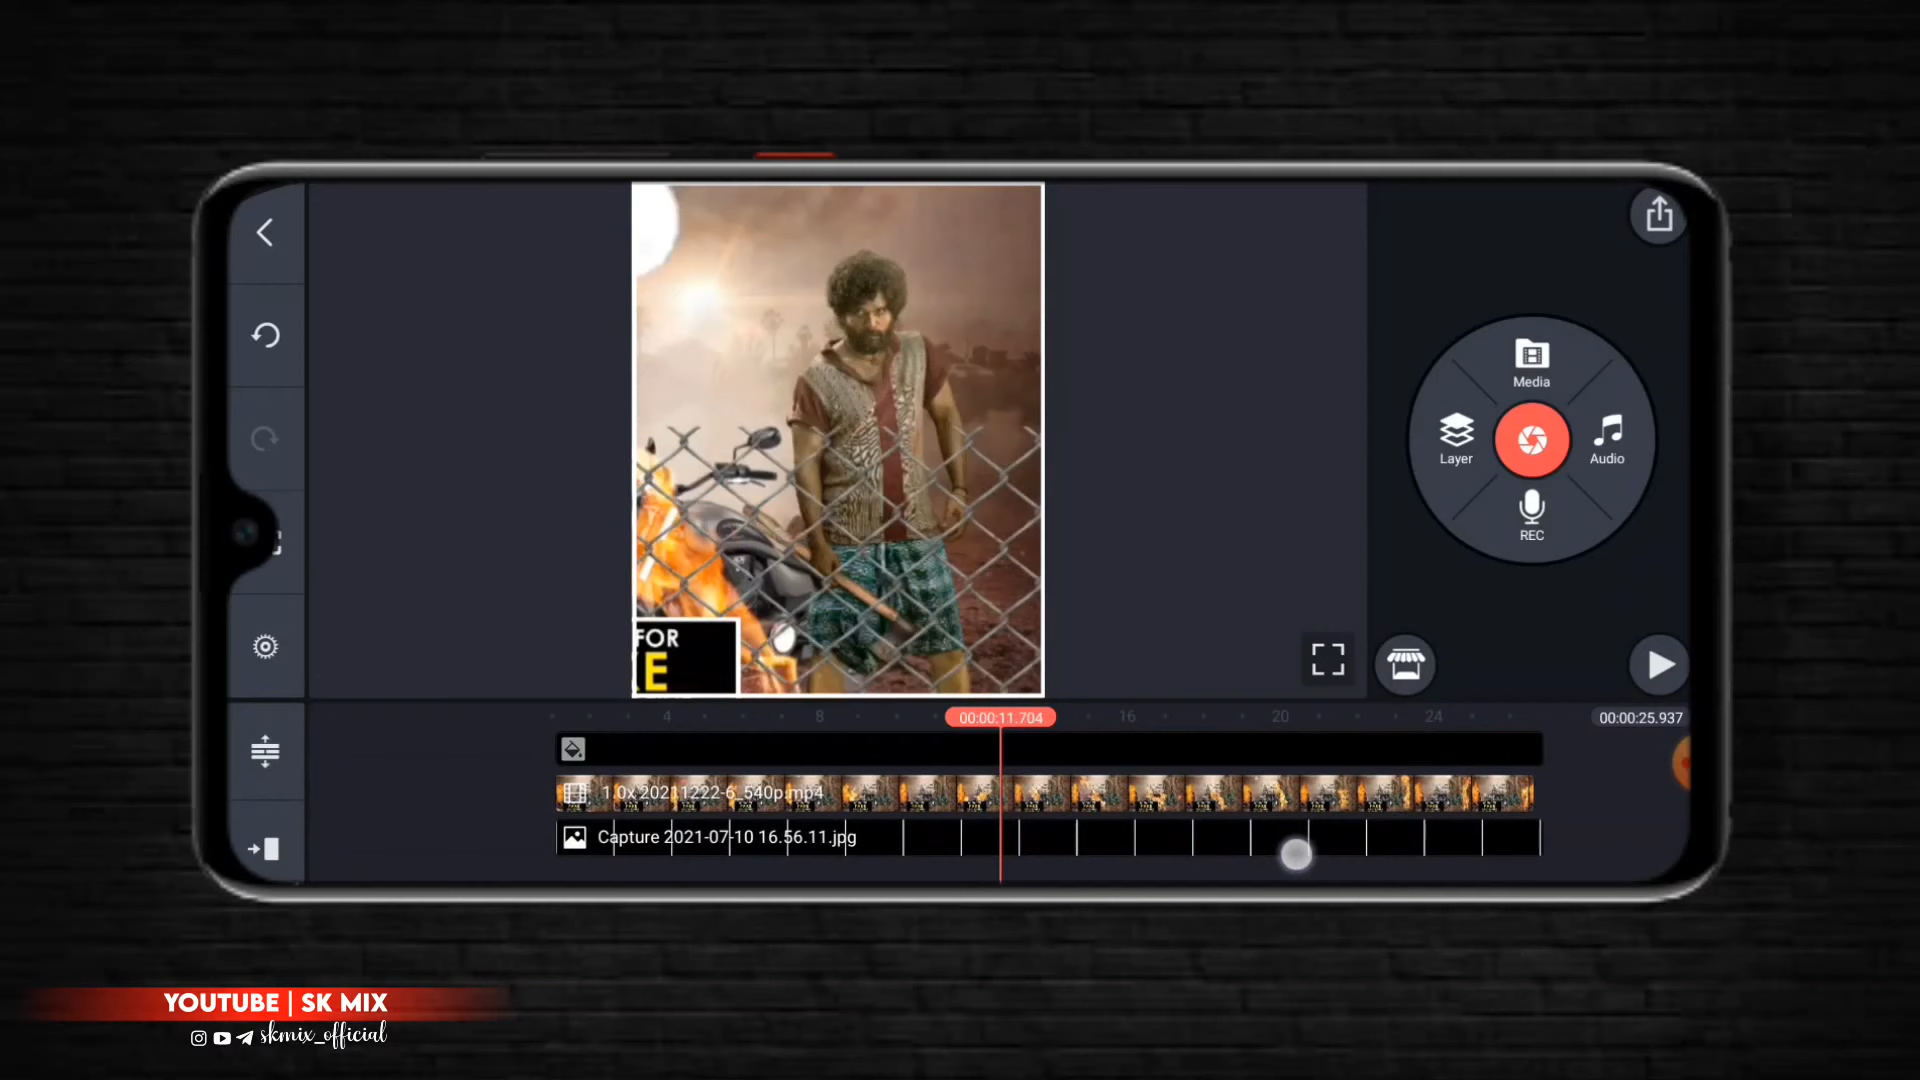 Media
Layer
Audio
REC
FOR
E
4
8
00:00:11.704
16
20
24
00:00:25.937
1.0x 20211222-6_540p.mp4
Capture 2021-07-10 16.56.11.jpg
YOUTUBE | SK MIX
skmix_official